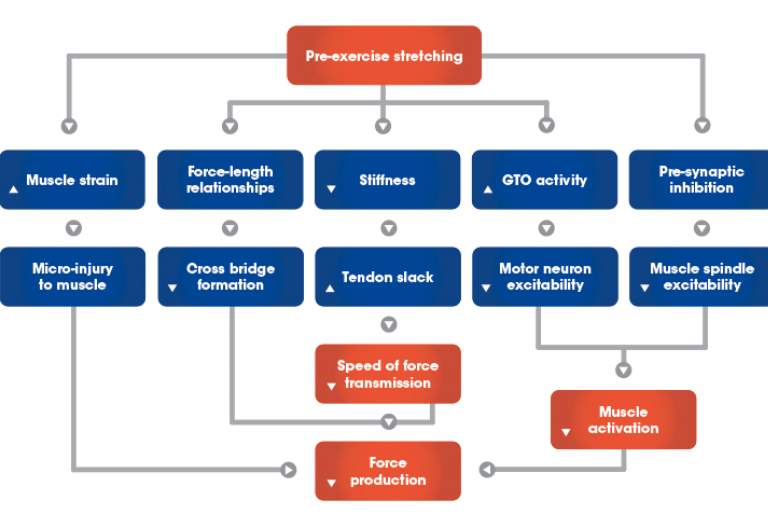 Pre-exercise stretching
Muscle strain
Force-length
relationships
Stiffness
GTO activity
Pre-synaptic
inhibition
Micro-injury
to muscle
Cross bridge
formation
Tendon slack
Motor neuron
excitability
Muscle spindle
excitability
Speed of force
transmission
Muscle
activation
Force
production